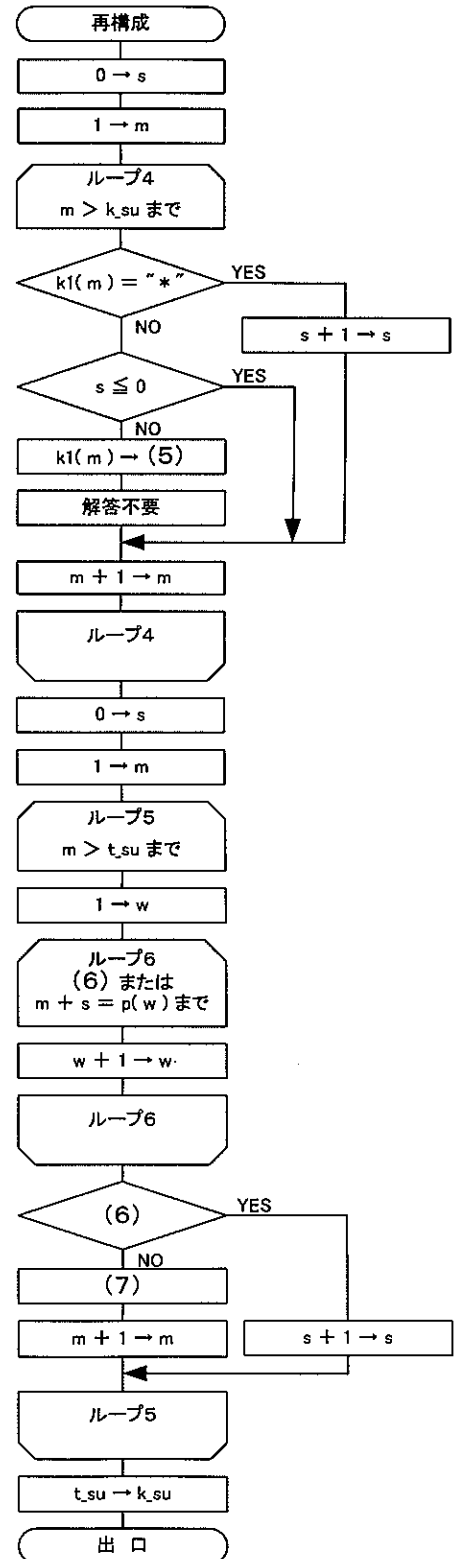 再構成
0 → s
1 → m
ループ4
m > k_su まで
k1( m ) = "*"
YES
NO
s + 1 → s
s ≦ 0
YES
NO
k1( m ) → (5)
解答不要
m + 1 → m
ループ4
0 → s
1 → m
ループ5
m > t_su まで
1 → w
ループ6
(6) または
m + s = p( w ) まで
w + 1 → w
ループ6
(6)
YES
NO
(7)
m + 1 → m
s + 1 → s
ループ5
t_su → k_su
出 口